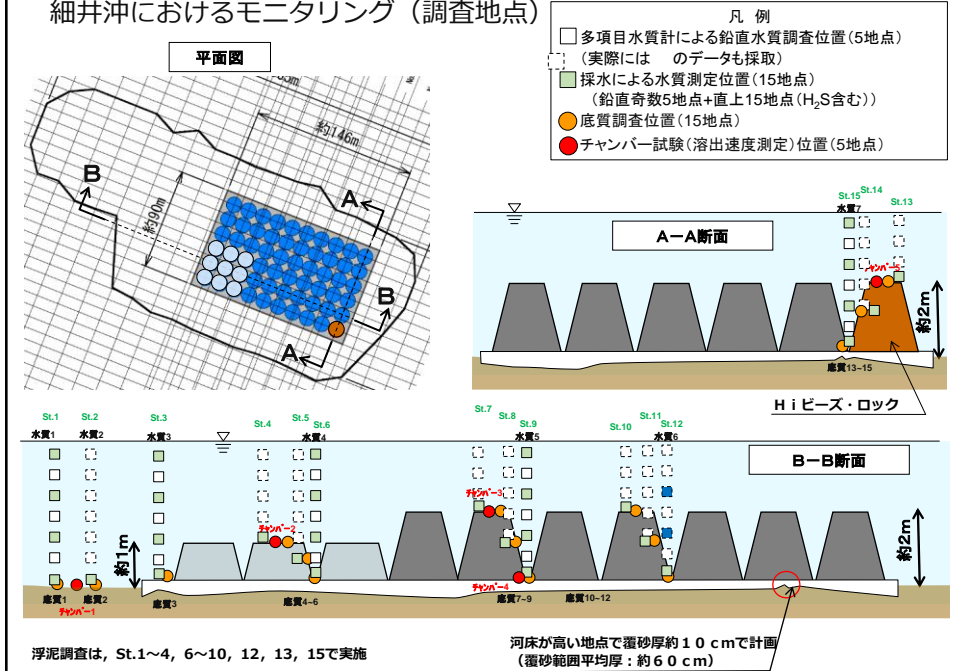 細井沖におけるモニタリング（調査地点）
凡 例
多項目水質計による鉛直水質調査位置(5地点)
(実際には　のデータも採取)
採水による水質測定位置(15地点)
(鉛直奇数5地点+直上15地点(H₂S含む))
底質調査位置(15地点)
チャンバー試験(溶出速度測定)位置(5地点)
平面図
約146m
約90m
B
A
B
A
A－A断面
St.15
St.14
St.13
水質7
チャンバー5
約2m
底質13~15
Ｈｉビーズ・ロック
B－B断面
St.1
St.2
St.3
St.4
St.5
St.6
St.7
St.8
St.9
St.10
St.11
St.12
水質1
水質2
水質3
水質4
水質5
水質6
チャンバー2
チャンバー3
約1m
約2m
チャンバー4
底質1
底質2
底質3
底質4~6
底質7~9
底質10~12
チャンバー1
浮泥調査は，St.1～4，6～10，12，13，15で実施
河床が高い地点で覆砂厚約１０ｃｍで計画
（覆砂範囲平均厚：約６０ｃｍ）